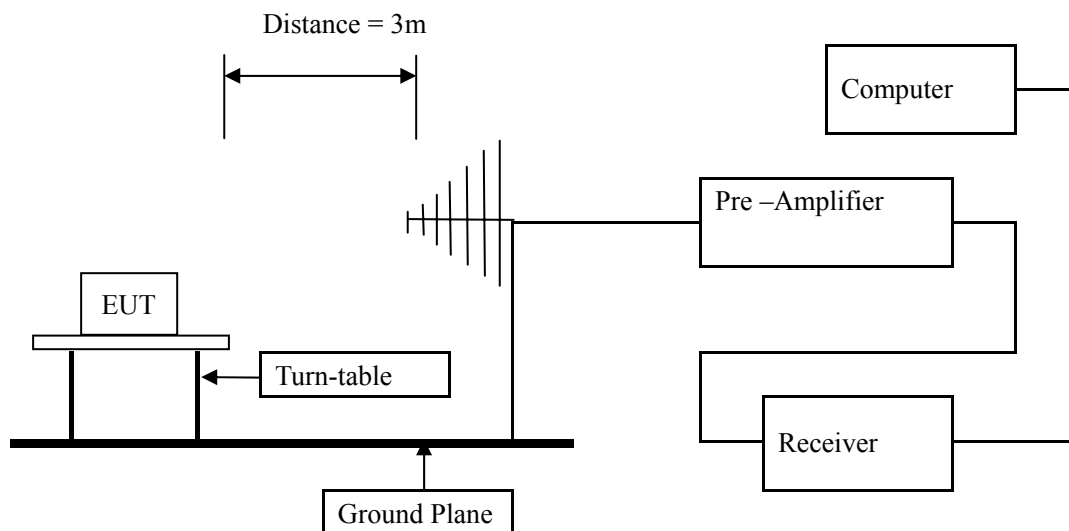 Distance = 3m
Computer
Pre –Amplifier
EUT
Turn-table
Receiver
Ground Plane